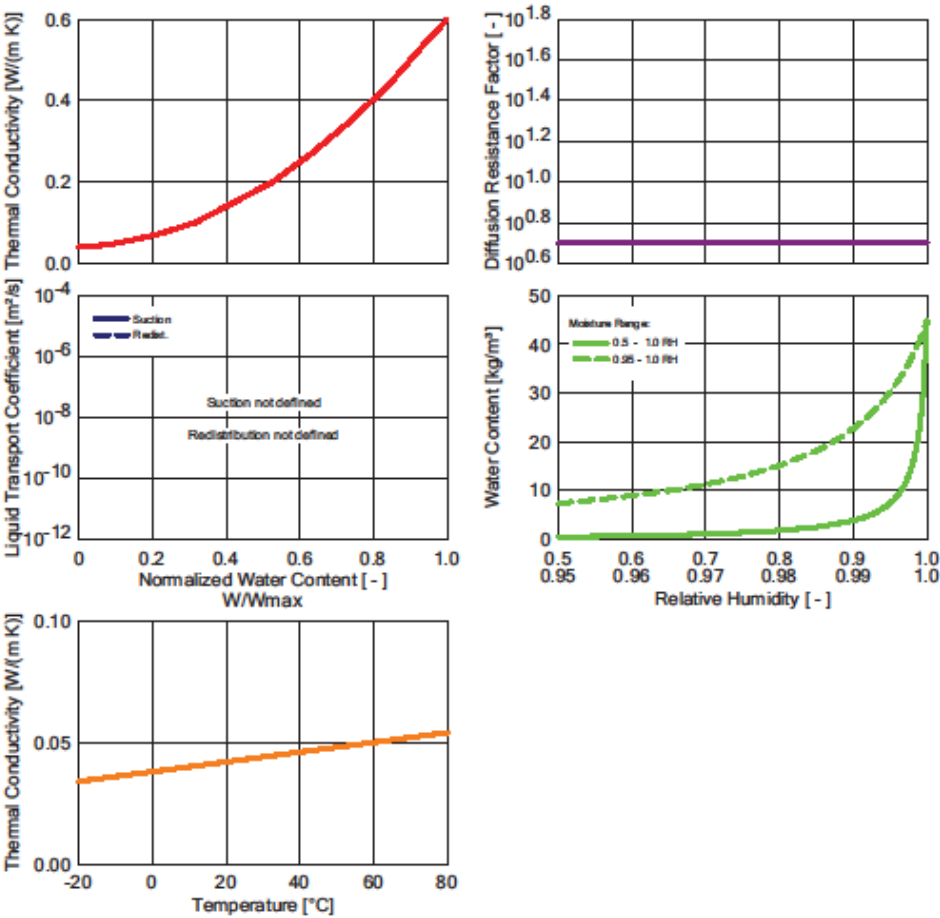 Thermal Conductivity [W/(m K)]
0.6
0.4
0.2
0.0
Diffusion Resistance Factor [ - ]
10^1.8
10^1.6
10^1.4
10^1.2
10^1.0
10^0.8
10^0.6
Liquid Transport Coefficient [m²/s]
10^-4
10^-6
10^-8
10^-10
10^-12
Suction
Redist.
Suction not defined
Redistribution not defined
0 0.2 0.4 0.6 0.8 1.0
Normalized Water Content [ - ]
W/Wmax
Water Content [kg/m³]
50
40
30
20
10
0
Moisture Range:
0.5 - 1.0 RH
0.95 - 1.0 RH
0.5 0.6 0.7 0.8 0.9 1.0
0.95 0.96 0.97 0.98 0.99 1.0
Relative Humidity [ - ]
Thermal Conductivity [W/(m K)]
0.10
0.05
0.00
-20 0 20 40 60 80
Temperature [°C]